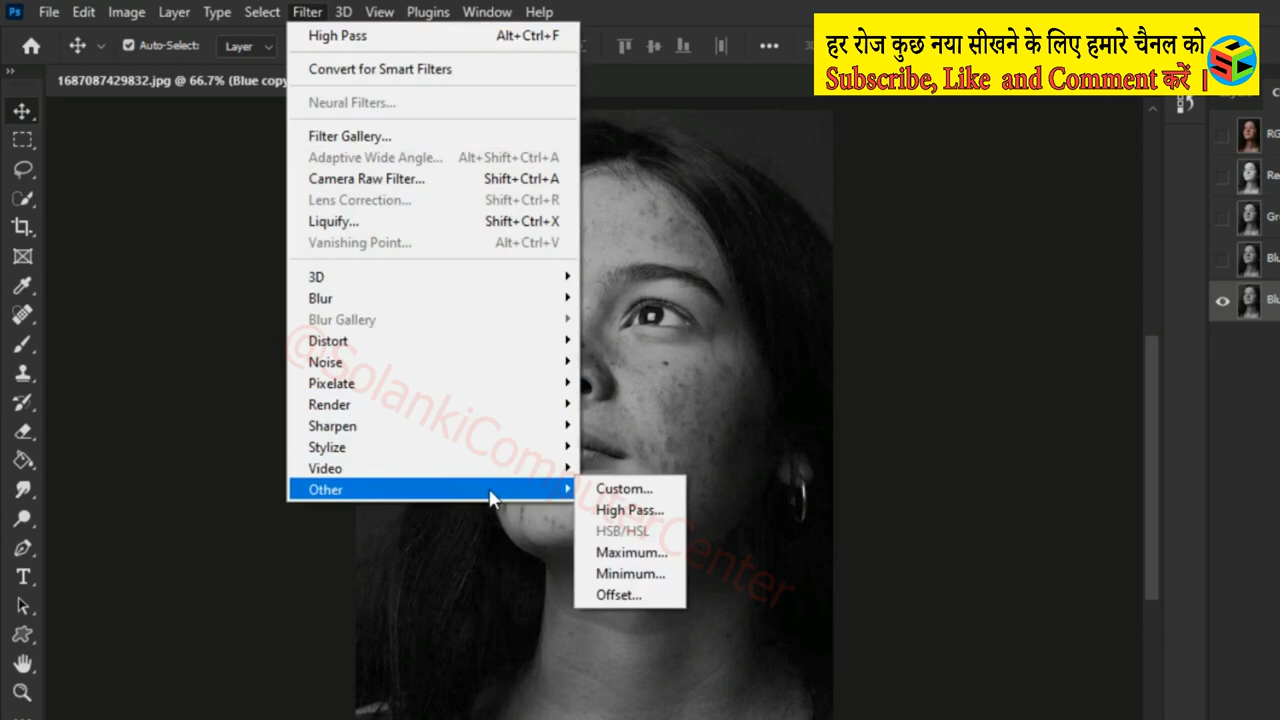 Ps File Edit Image Layer Type Select Filter 3D View Plugins Window Help
हर रोज कुछ नया सीखने के लिए हमारे चैनल को
Subscribe, Like and Comment करें |
Auto-Select: Layer
1687087429832.jpg @ 66.7% (Blue copy
High Pass Alt+Ctrl+F
Convert for Smart Filters
Neural Filters...
Filter Gallery...
Adaptive Wide Angle... Alt+Shift+Ctrl+A
Camera Raw Filter... Shift+Ctrl+A
Lens Correction... Shift+Ctrl+R
Liquify... Shift+Ctrl+X
Vanishing Point... Alt+Ctrl+V
3D
Blur
Blur Gallery
Distort
Noise
Pixelate
Render
Sharpen
Stylize
Video
Other
Custom...
High Pass...
HSB/HSL
Maximum...
Minimum...
Offset...
RG
Re
Gr
Bl
Bl
@SolankiComputerCenter